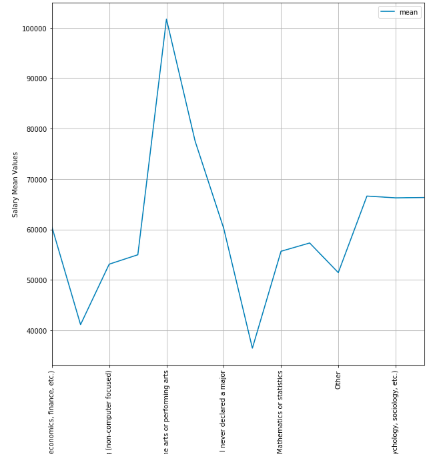 mean
100000
90000
80000
70000
60000
50000
40000
Salary Mean Values
economics, finance, etc.)
(non-computer focused)
e arts or performing arts
I never declared a major
Mathematics or statistics
Other
ychology, sociology, etc.)